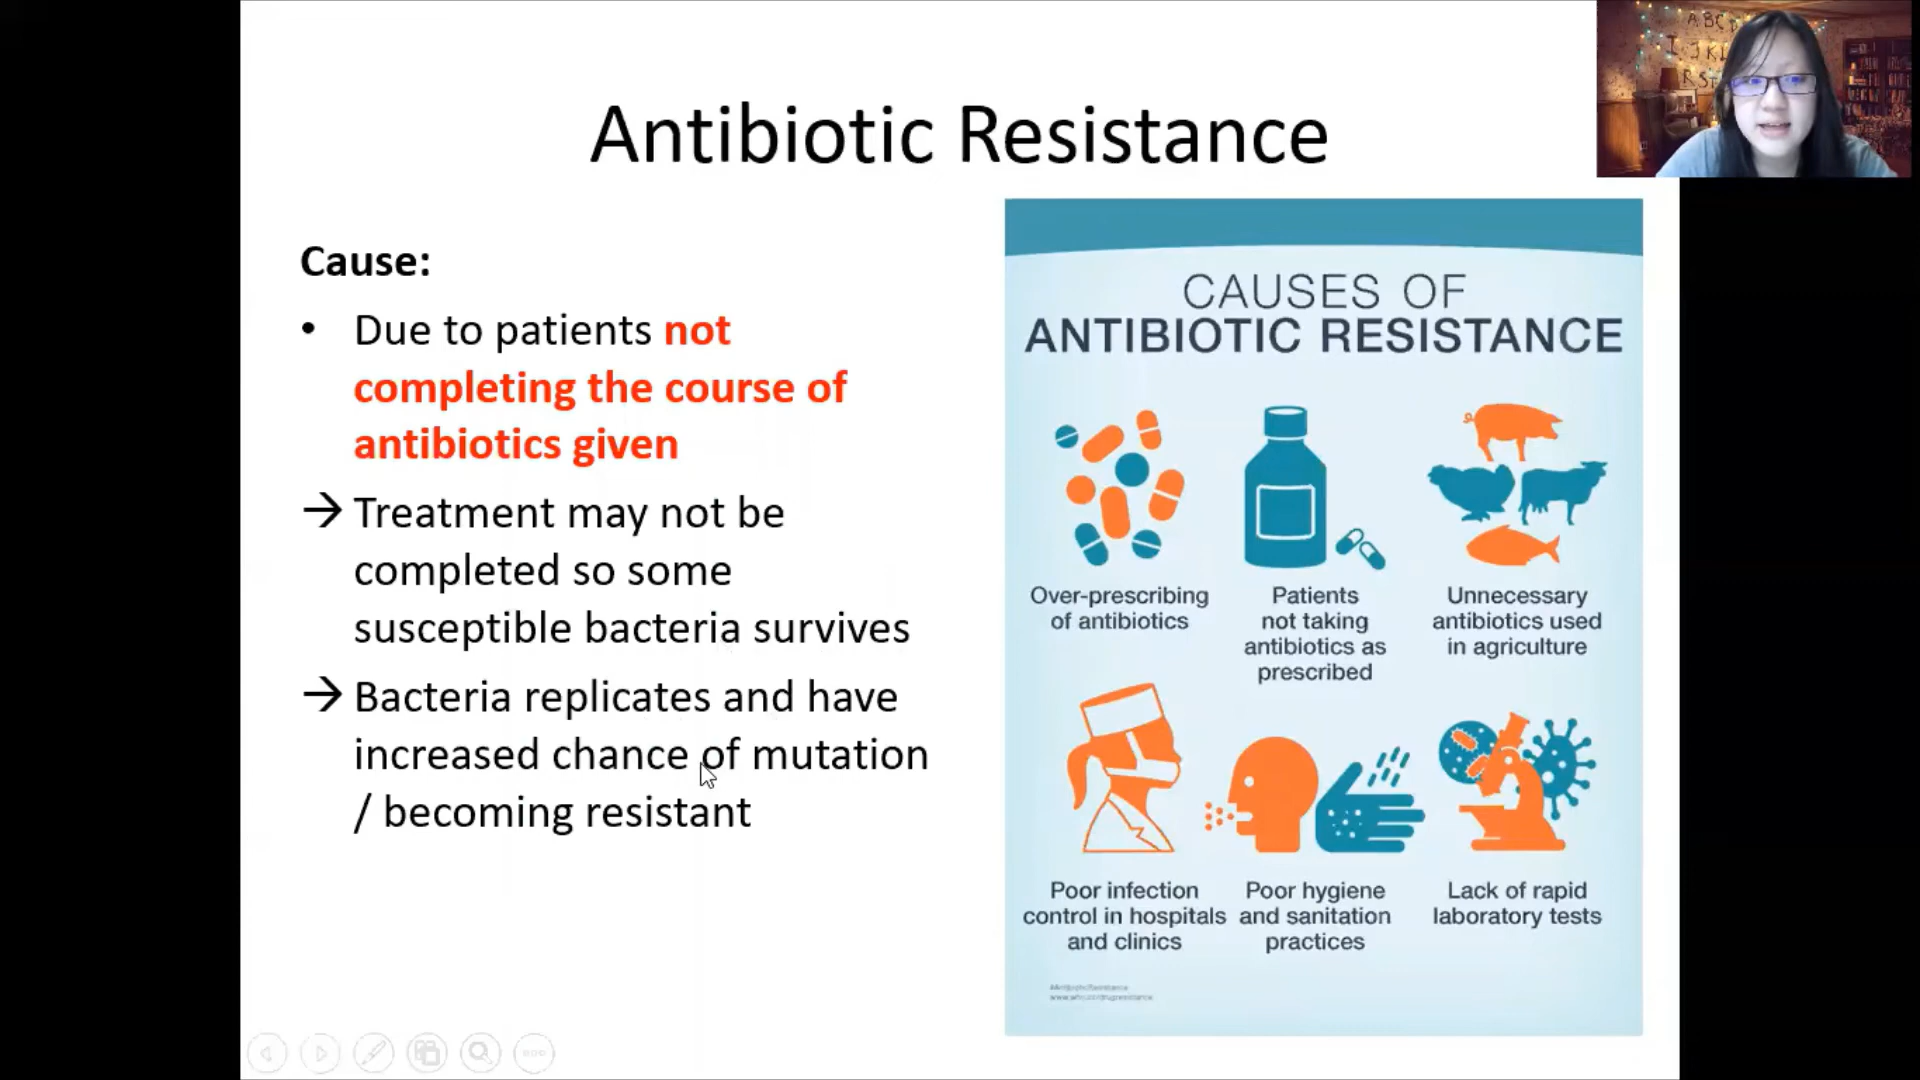 Antibiotic Resistance
Cause:
• Due to patients not
completing the course of
antibiotics given
→ Treatment may not be
completed so some
susceptible bacteria survives
→ Bacteria replicates and have
increased chance of mutation
/ becoming resistant
CAUSES OF
ANTIBIOTIC RESISTANCE
Over-prescribing
of antibiotics
Patients
not taking
antibiotics as
prescribed
Unnecessary
antibiotics used
in agriculture
Poor infection
control in hospitals
and clinics
Poor hygiene
and sanitation
practices
Lack of rapid
laboratory tests